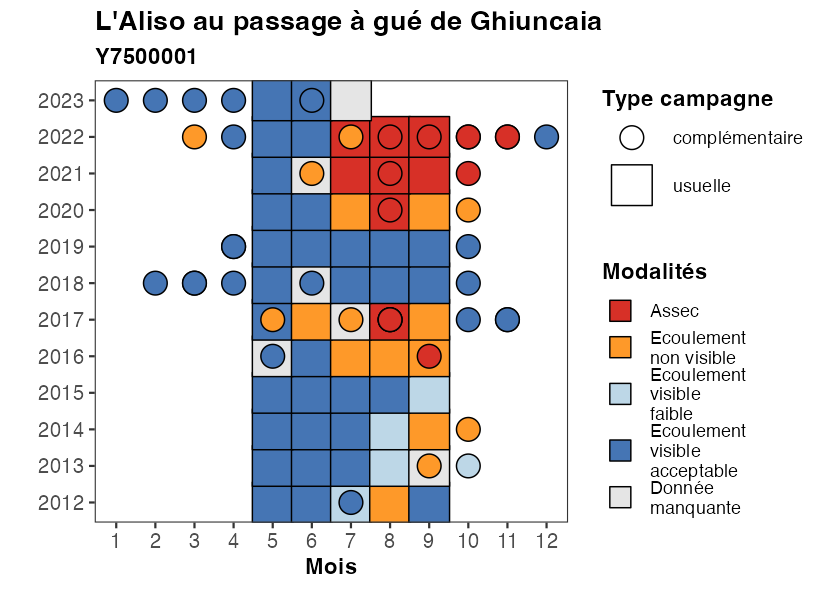 L'Aliso au passage à gué de Ghiuncaia
Y7500001
2023
2022
2021
2020
2019
2018
2017
2016
2015
2014
2013
2012
1 2 3 4 5 6 7 8 9 10 11 12
Mois
Type campagne
complémentaire
usuelle
Modalités
Assec
Ecoulement
non visible
Ecoulement
visible
faible
Ecoulement
visible
acceptable
Donnée
manquante